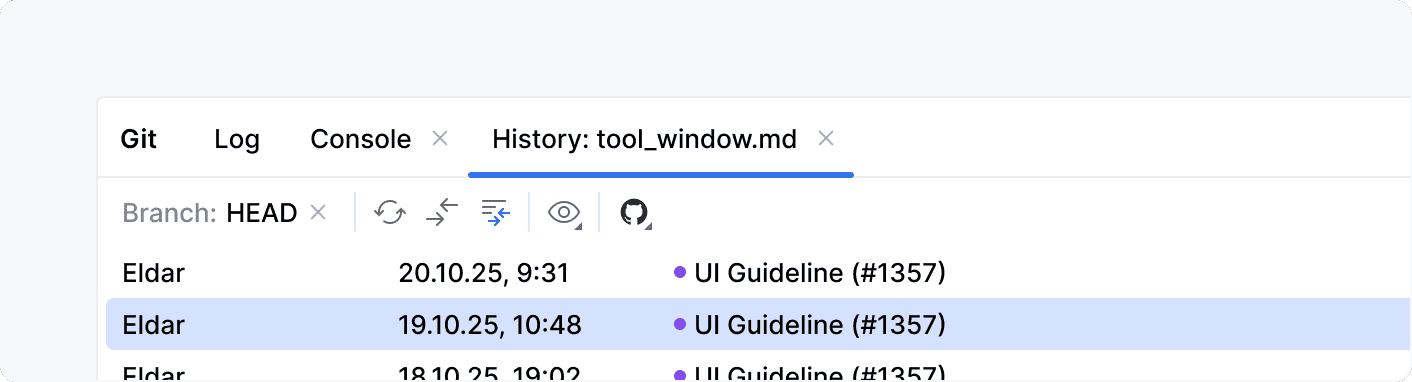 Git Log Console History: tool_window.md
Branch: HEAD
Eldar 20.10.25, 9:31 UI Guideline (#1357)
Eldar 19.10.25, 10:48 UI Guideline (#1357)
Eldar 18.10.25, 19:02 UI Guideline (#1357)